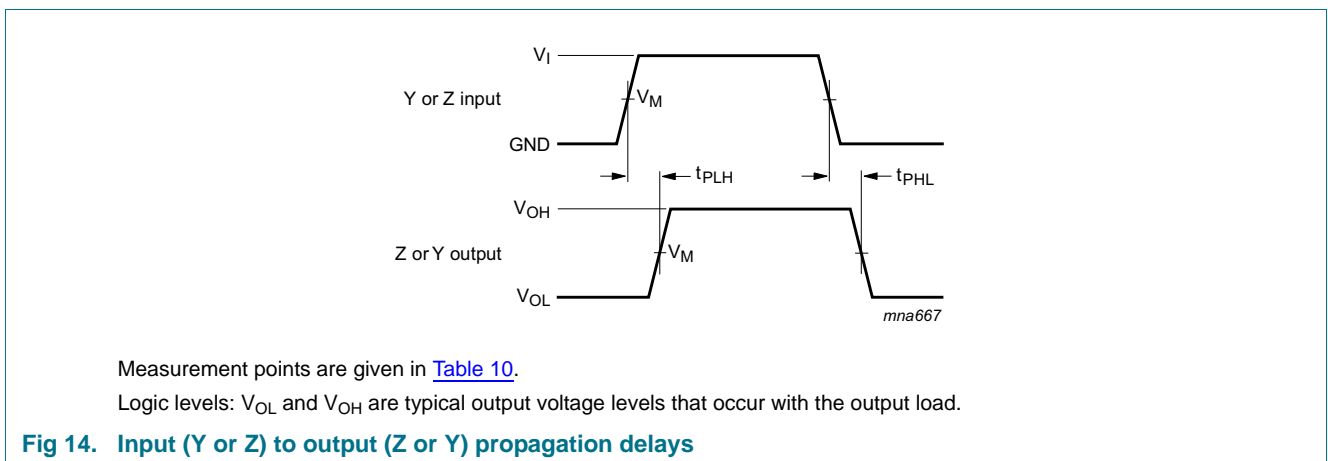 V_I
Y or Z input
V_M
GND
t_PLH
t_PHL
V_OH
Z or Y output
V_M
V_OL
mna667
Measurement points are given in Table 10.
Logic levels: V_OL and V_OH are typical output voltage levels that occur with the output load.
Fig 14. Input (Y or Z) to output (Z or Y) propagation delays